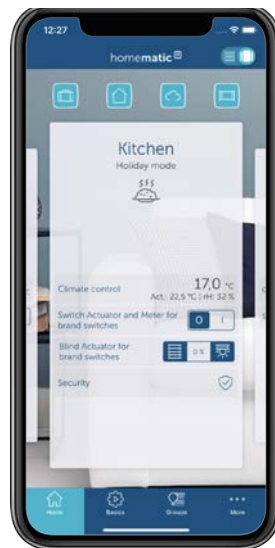 12:27
homematic IP
Kitchen
Holiday mode
Climate control
17,0 °C
Act.: 22,5 °C | rH: 32 %
Switch Actuator and Meter for
brand switches
O I
Blind Actuator for
brand switches
0 %
Security
Home Basics Groups More